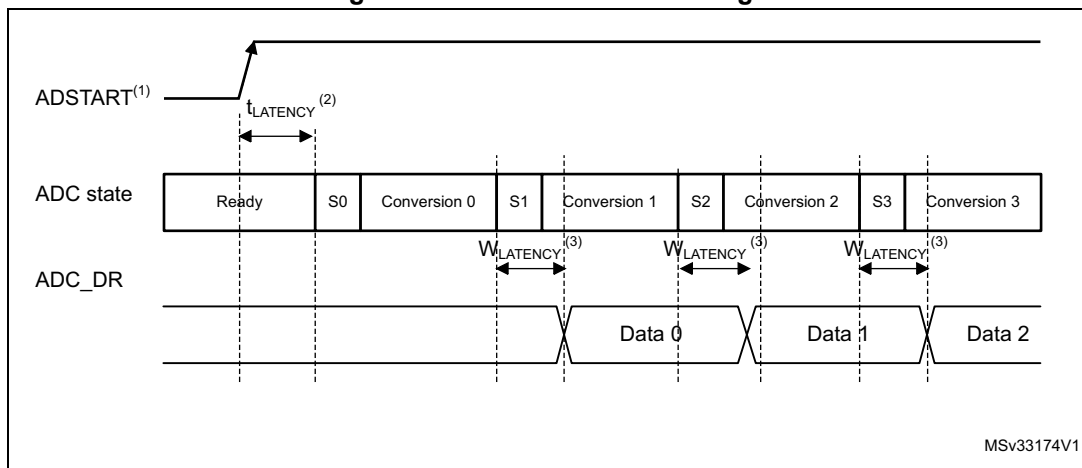 ADSTART(1)
tLATENCY (2)
ADC state
Ready
S0
Conversion 0
S1
Conversion 1
S2
Conversion 2
S3
Conversion 3
WLATENCY (3)
WLATENCY (3)
WLATENCY (3)
ADC_DR
Data 0
Data 1
Data 2
MSv33174V1